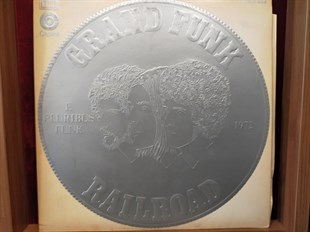 GRAND FUNK
E
PLURIBUS
FUNK
1971
RAILROAD